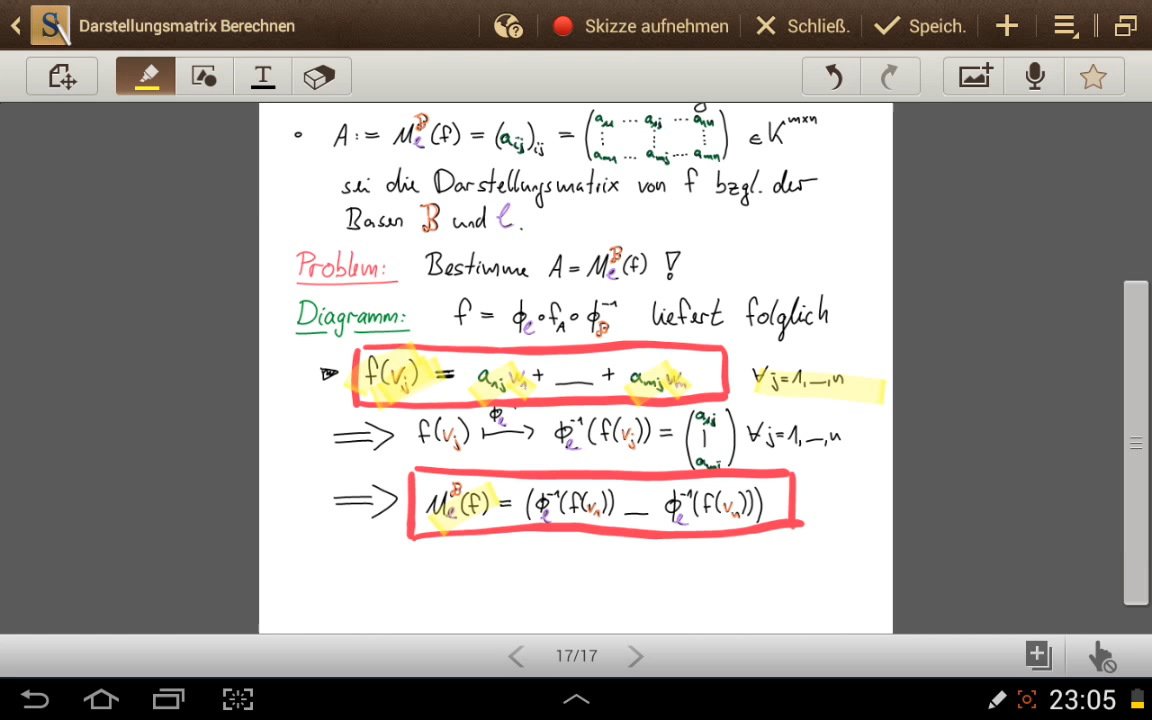 Darstellungsmatrix Berechnen
Skizze aufnehmen
Schließ.
Speich.
A := M_C^B(f) = (a_ij)_ij = (a_11 ... a_1j ... a_1n a_m1 ... a_mj ... a_mn) ∈ K^m×n
sei die Darstellungsmatrix von f bzgl. der
Basen B und C.
Problem: Bestimme A = M_C^B(f) !
Diagramm: f = ϕ_C ∘ f_A ∘ ϕ_B^-1 liefert folglich
f(v_j) = a_1j w_1 + __ + a_mj w_m ∀ j=1,_,n
⟹ f(v_j) ⟼ ϕ_C^-1(f(v_j)) = (a_1j | a_mj) ∀ j=1,_,n
⟹ M_C^B(f) = (ϕ_C^-1(f(v_1)) _ ϕ_C^-1(f(v_n)))
17/17
23:05